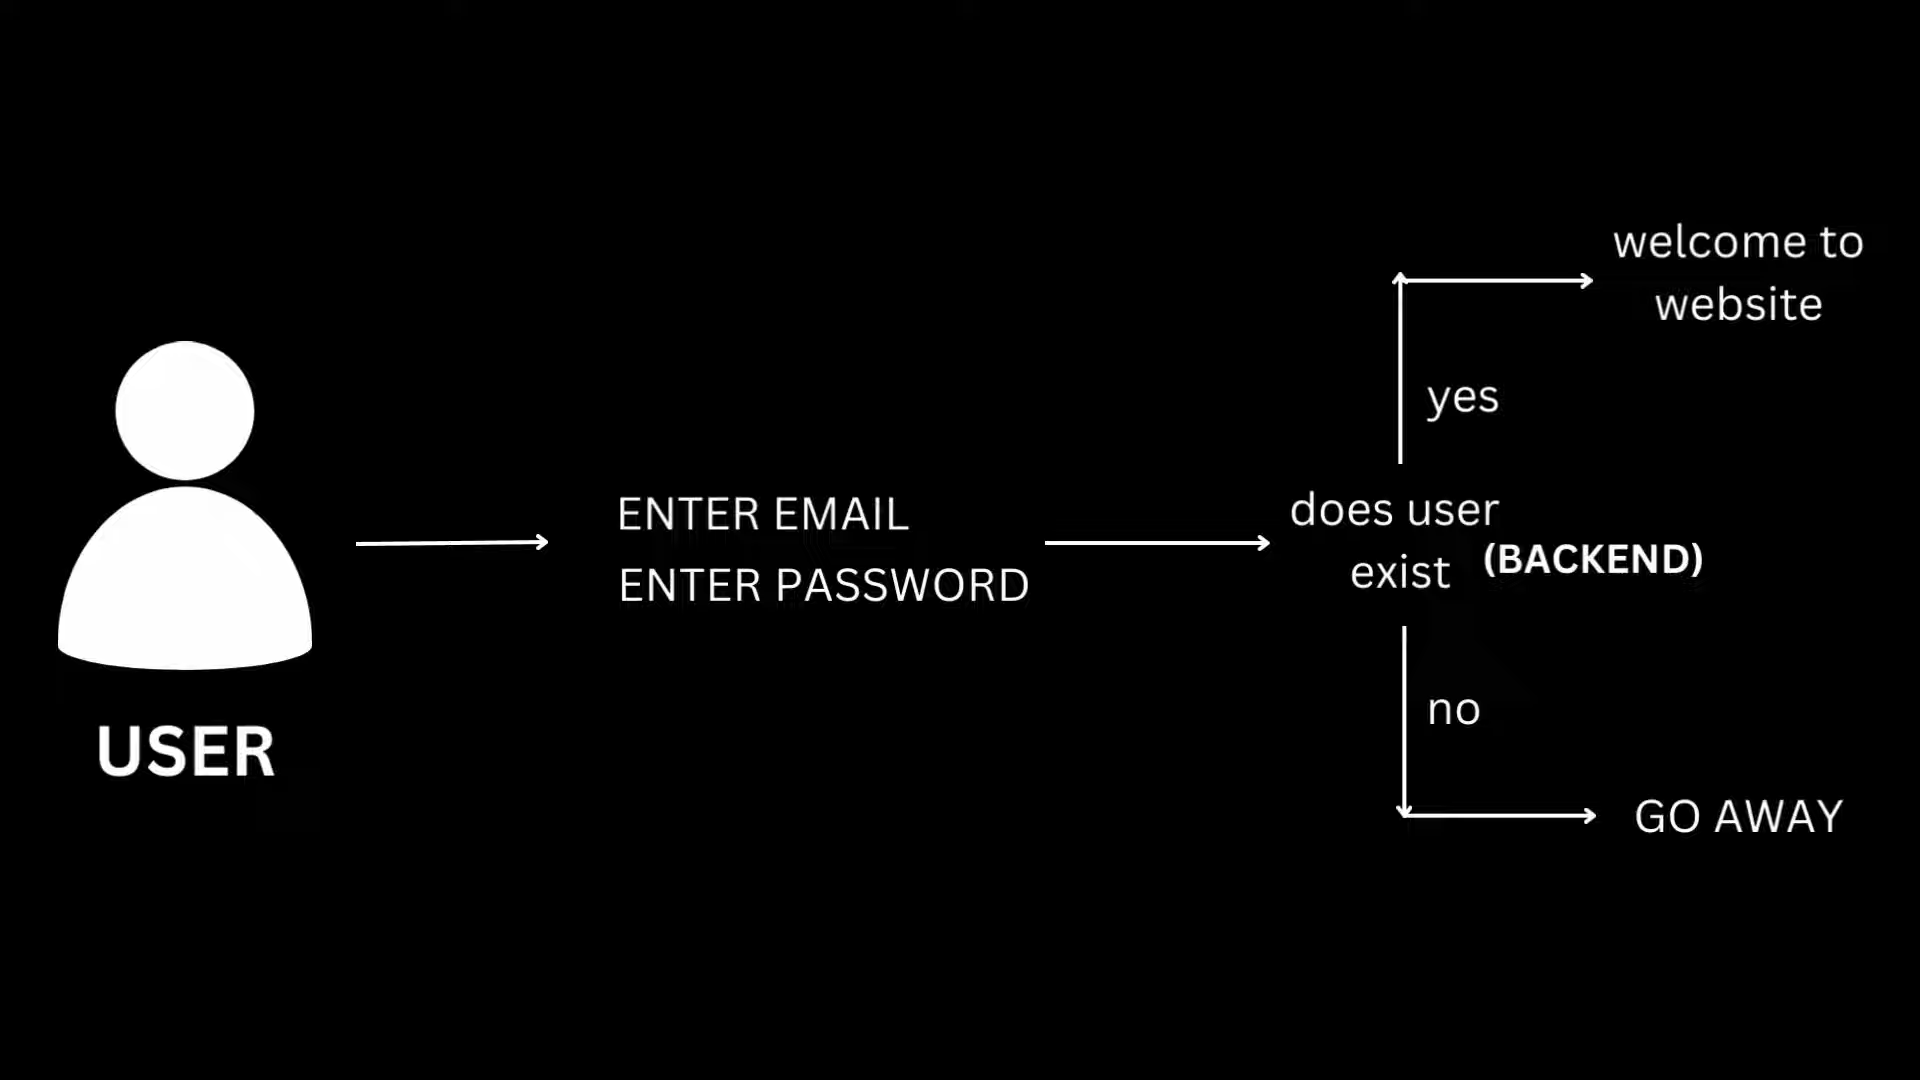 USER
ENTER EMAIL
ENTER PASSWORD
does user
exist
(BACKEND)
yes
welcome to
website
no
GO AWAY